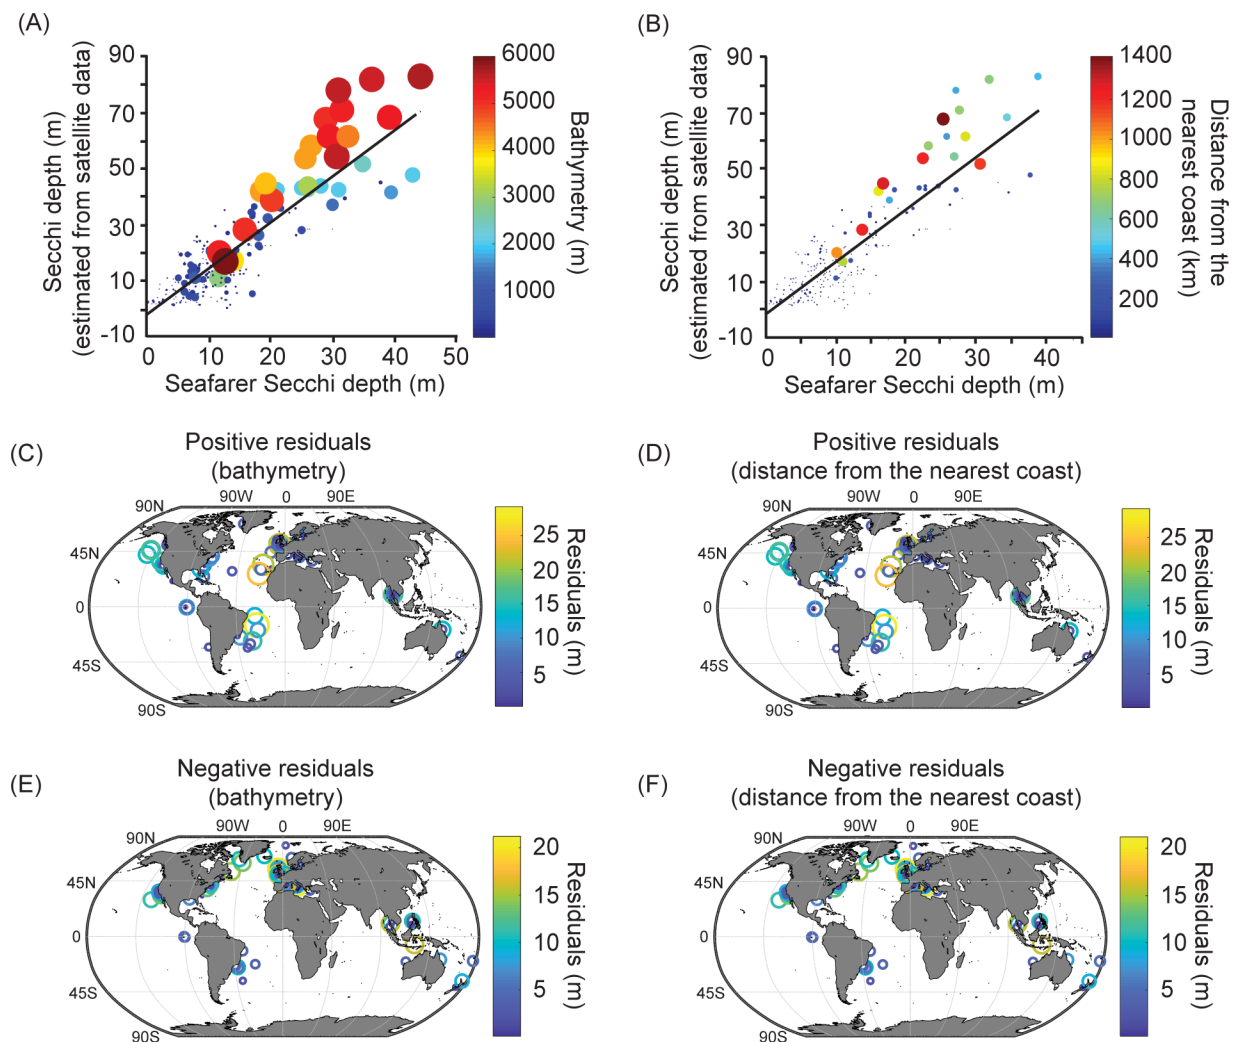 (A)
Secchi depth (m)
(estimated from satellite data)
90
70
50
30
10
-10
0
10
20
30
40
50
Seafarer Secchi depth (m)
6000
5000
4000
3000
2000
1000
Bathymetry (m)
(B)
Secchi depth (m)
(estimated from satellite data)
90
70
50
30
10
-10
0
10
20
30
40
Seafarer Secchi depth (m)
1400
1200
1000
800
600
400
200
Distance from the
nearest coast (km)
(C)
Positive residuals
(bathymetry)
90W
0
90E
90N
45N
0
45S
90S
25
20
15
10
5
Residuals (m)
(D)
Positive residuals
(distance from the nearest coast)
90W
0
90E
90N
45N
0
45S
90S
25
20
15
10
5
Residuals (m)
(E)
Negative residuals
(bathymetry)
90W
0
90E
90N
45N
0
45S
90S
20
15
10
5
Residuals (m)
(F)
Negative residuals
(distance from the nearest coast)
90W
0
90E
90N
45N
0
45S
90S
20
15
10
5
Residuals (m)